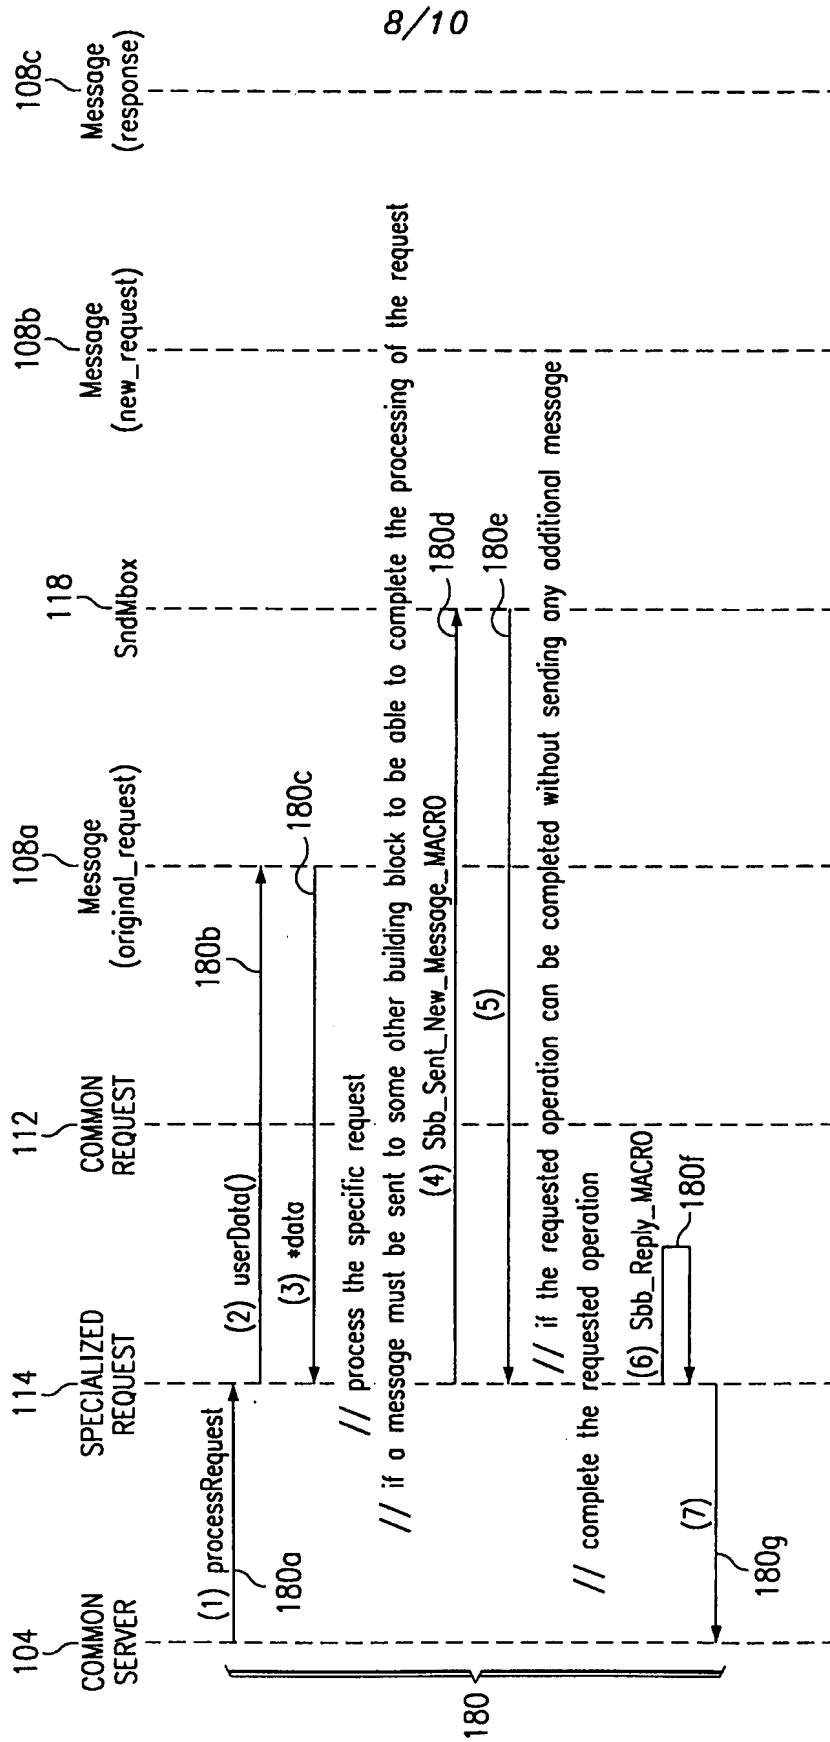 8/10
104
COMMON
SERVER
114
SPECIALIZED
REQUEST
112
COMMON
REQUEST
108a
Message
(original_request)
118
SndMbox
108b
Message
(new_request)
108c
Message
(response)
(1) processRequest
180a
(2) userData()
180b
(3) *data
180c
// process the specific request
// if a message must be sent to some other building block to be able to complete the processing of the request
(4) Sbb_Sent_New_Message_MACRO
180d
(5)
180e
// if the requested operation can be completed without sending any additional message
// complete the requested operation
(6) Sbb_Reply_MACRO
180f
(7)
180g
180